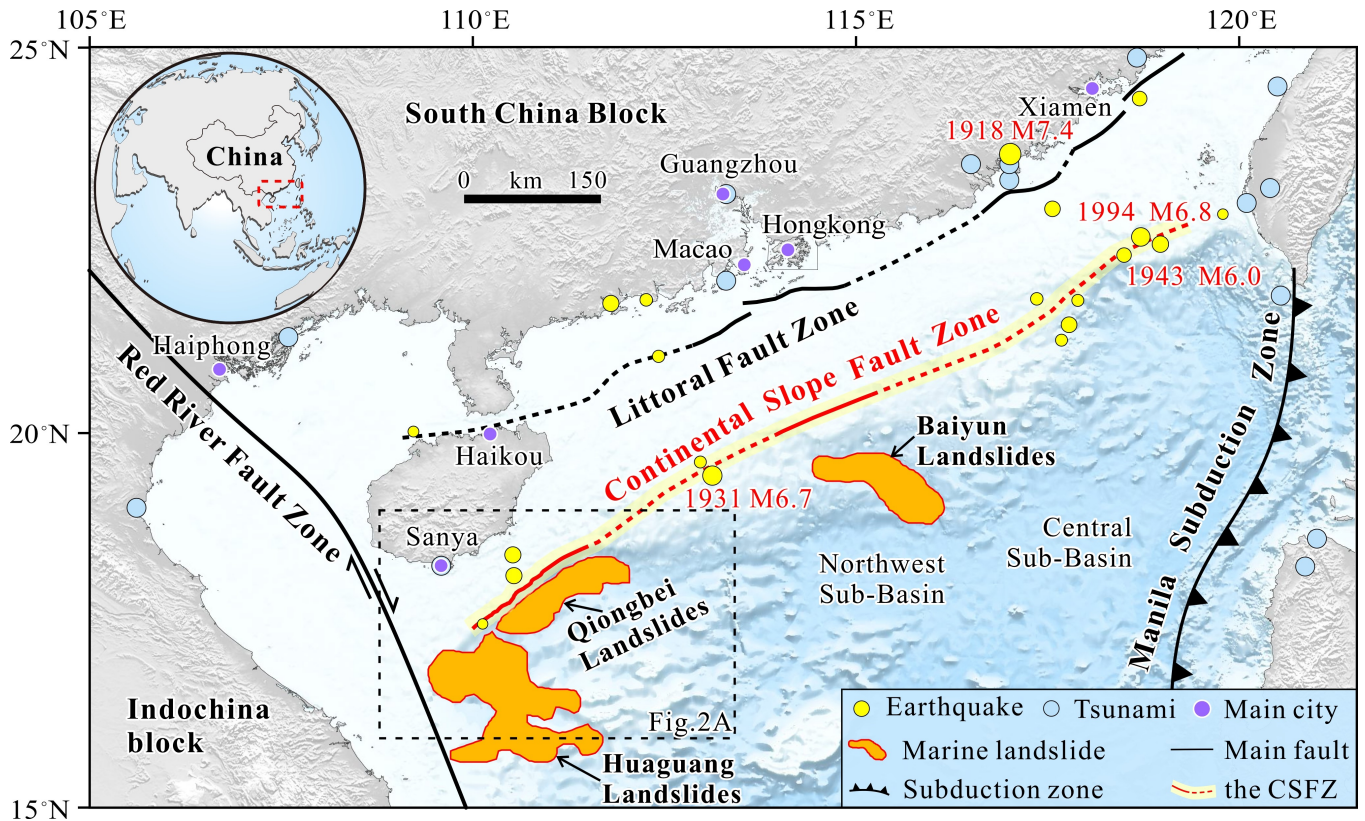 105°E
110°E
115°E
120°E
25°N
20°N
15°N
China
South China Block
0 km 150
Xiamen
1918 M7.4
Guangzhou
Hongkong
Macao
1994 M6.8
1943 M6.0
Haiphong
Red River Fault Zone
Littoral Fault Zone
Continental Slope Fault Zone
Haikou
1931 M6.7
Baiyun
Landslides
Manila Subduction Zone
Central
Sub-Basin
Northwest
Sub-Basin
Sanya
Qiongbei
Landslides
Fig.2A
Indochina
block
Huaguang
Landslides
Earthquake
Tsunami
Main city
Marine landslide
Main fault
Subduction zone
the CSFZ